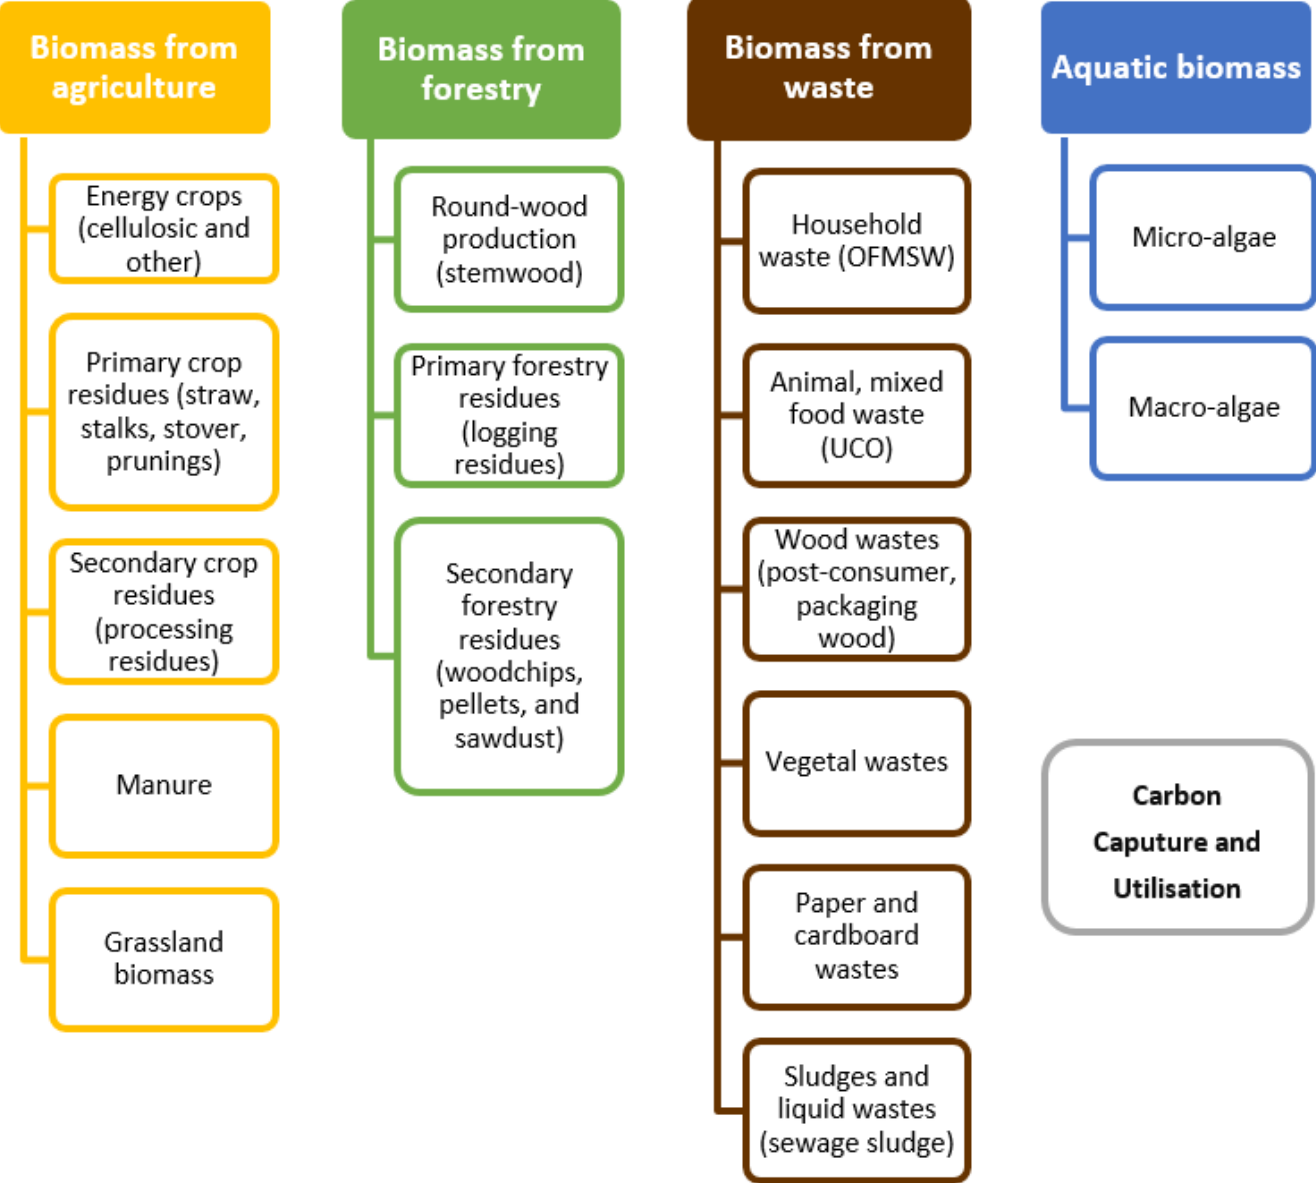 Biomass from
agriculture
Energy crops
(cellulosic and
other)
Primary crop
residues (straw,
stalks, stover,
prunings)
Secondary crop
residues
(processing
residues)
Manure
Grassland
biomass
Biomass from
forestry
Round-wood
production
(stemwood)
Primary forestry
residues
(logging
residues)
Secondary
forestry
residues
(woodchips,
pellets, and
sawdust)
Biomass from
waste
Household
waste (OFMSW)
Animal, mixed
food waste
(UCO)
Wood wastes
(post-consumer,
packaging
wood)
Vegetal wastes
Paper and
cardboard
wastes
Sludges and
liquid wastes
(sewage sludge)
Aquatic biomass
Micro-algae
Macro-algae
Carbon
Caputure and
Utilisation